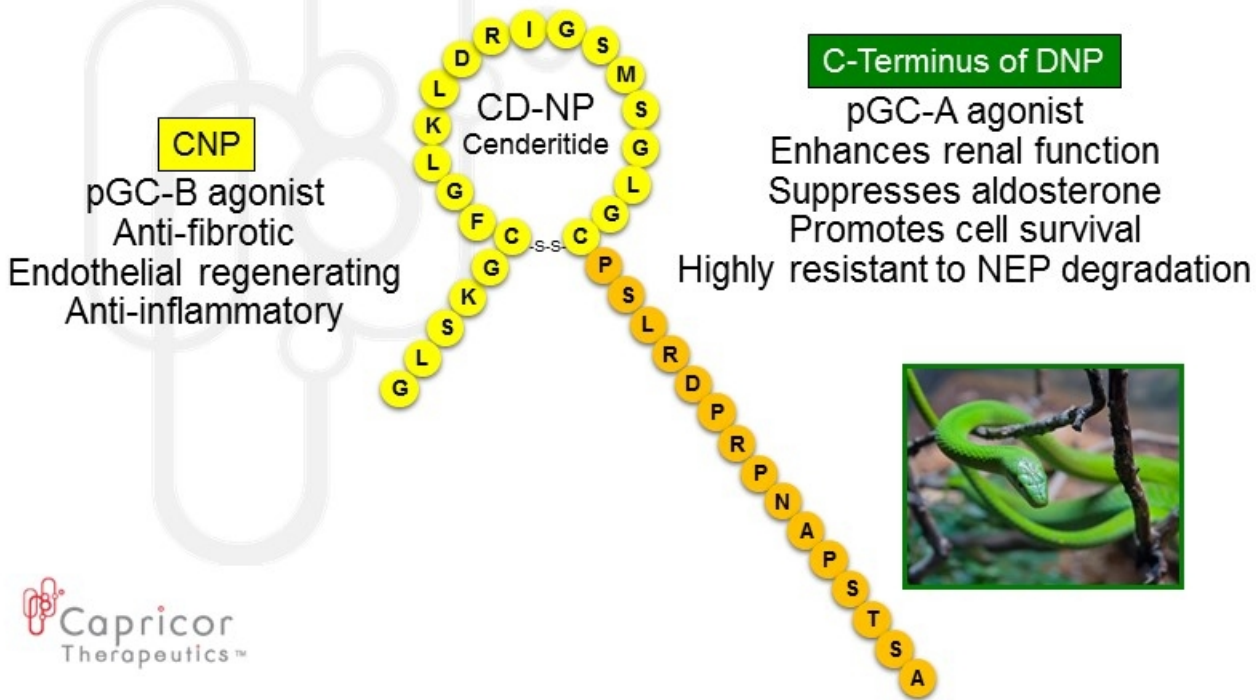 CNP
pGC-B agonist
Anti-fibrotic
Endothelial regenerating
Anti-inflammatory
CD-NP
Cenderitide
C-Terminus of DNP
pGC-A agonist
Enhances renal function
Suppresses aldosterone
Promotes cell survival
Highly resistant to NEP degradation
G
L
S
K
G
C
F
G
L
K
L
D
R
I
G
S
M
S
G
L
G
C
-S-S-
P
S
L
R
D
P
R
P
N
A
P
S
T
S
A
Capricor
Therapeutics™